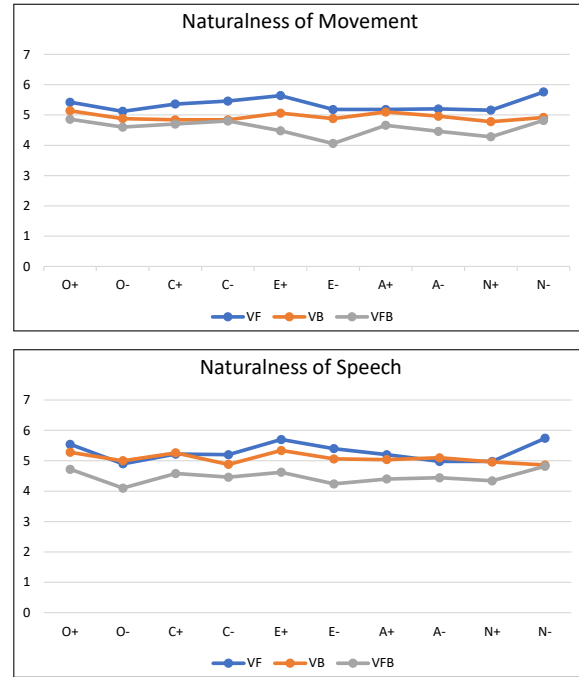 Naturalness of Movement
7
6
5
4
3
2
1
0
O+ O- C+ C- E+ E- A+ A- N+ N-
VF VB VFB
Naturalness of Speech
7
6
5
4
3
2
1
0
O+ O- C+ C- E+ E- A+ A- N+ N-
VF VB VFB